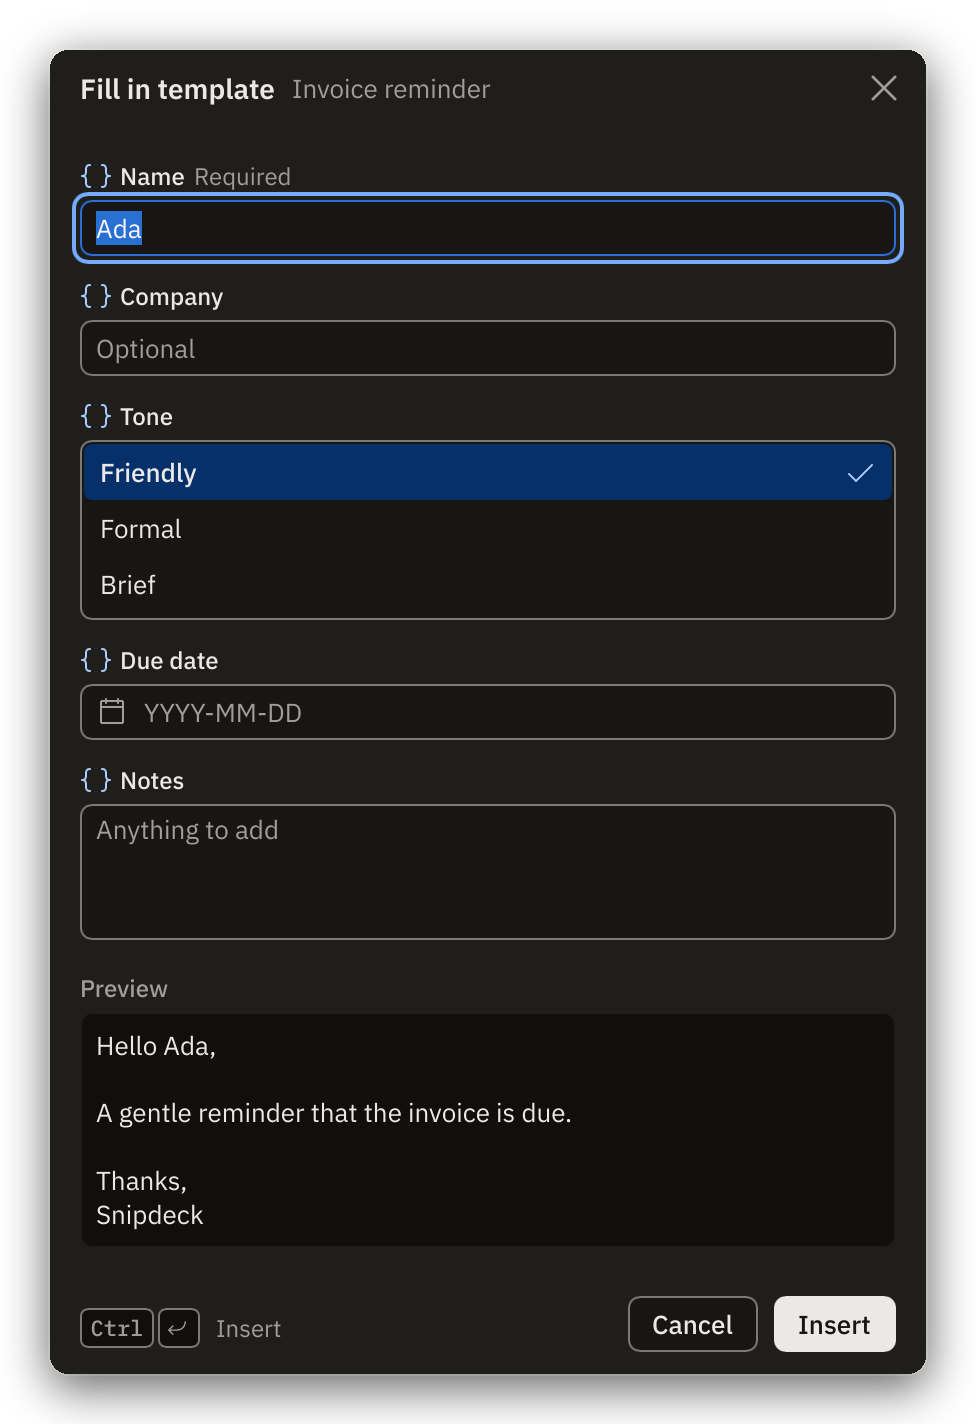 Fill in template Invoice reminder
{ } Name Required
Ada
{ } Company
Optional
{ } Tone
Friendly
Formal
Brief
{ } Due date
YYYY-MM-DD
{ } Notes
Anything to add
Preview
Hello Ada,
A gentle reminder that the invoice is due.
Thanks,
Snipdeck
Ctrl Insert Cancel Insert